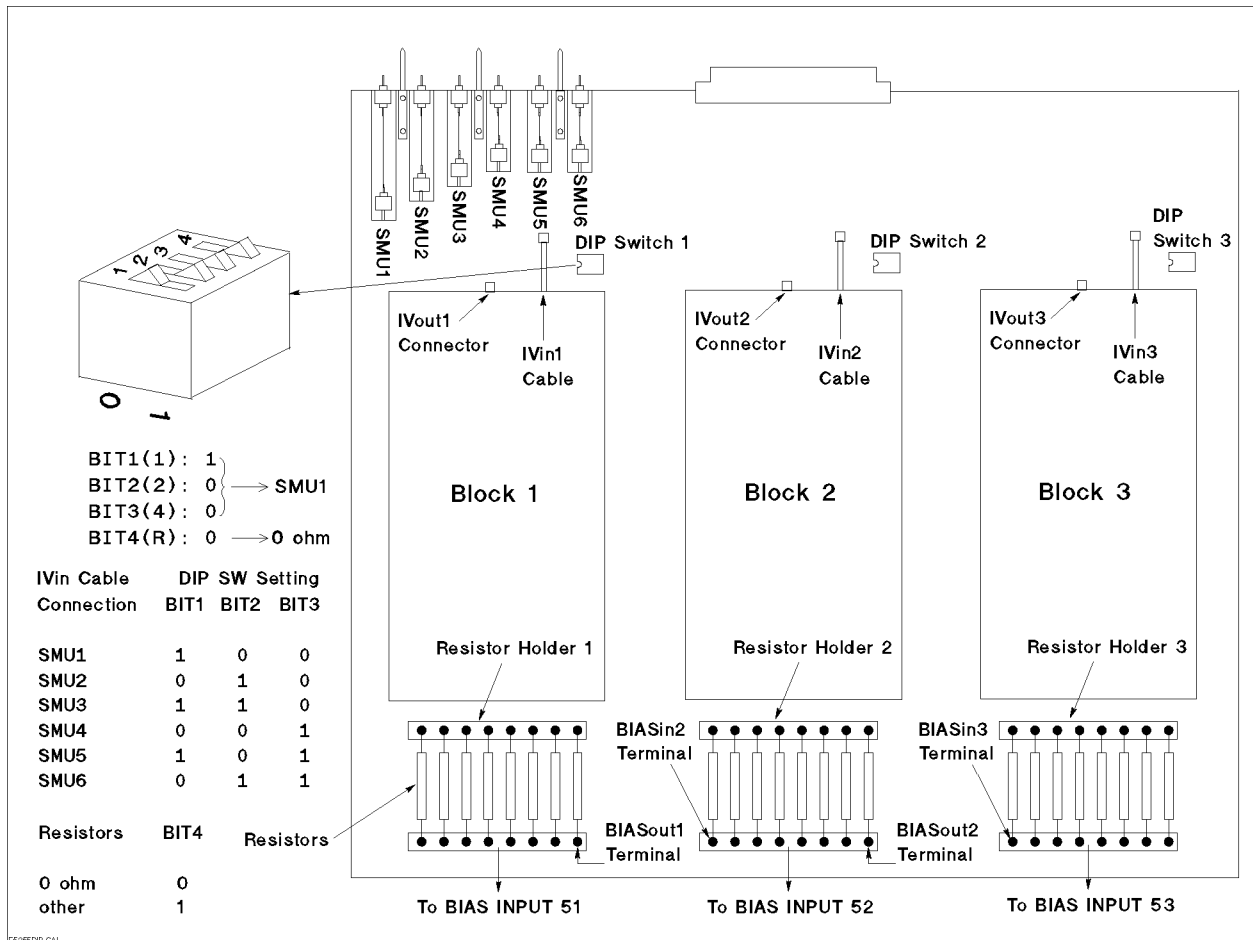 SMU1
SMU2
SMU3
SMU4
SMU5
SMU6
DIP Switch 1
DIP Switch 2
DIP
Switch 3
1 2 3 4
0 1
IVout1
Connector
IVin1
Cable
IVout2
Connector
IVin2
Cable
IVout3
Connector
IVin3
Cable
Block 1
Block 2
Block 3
BIT1(1): 1
BIT2(2): 0
BIT3(4): 0
SMU1
BIT4(R): 0
0 ohm
IVin Cable DIP SW Setting
Connection BIT1 BIT2 BIT3
SMU1 1 0 0
SMU2 0 1 0
SMU3 1 1 0
SMU4 0 0 1
SMU5 1 0 1
SMU6 0 1 1
Resistors BIT4
0 ohm 0
other 1
Resistor Holder 1
Resistor Holder 2
Resistor Holder 3
BIASin2
Terminal
BIASin3
Terminal
Resistors
BIASout1
Terminal
BIASout2
Terminal
To BIAS INPUT 51
To BIAS INPUT 52
To BIAS INPUT 53